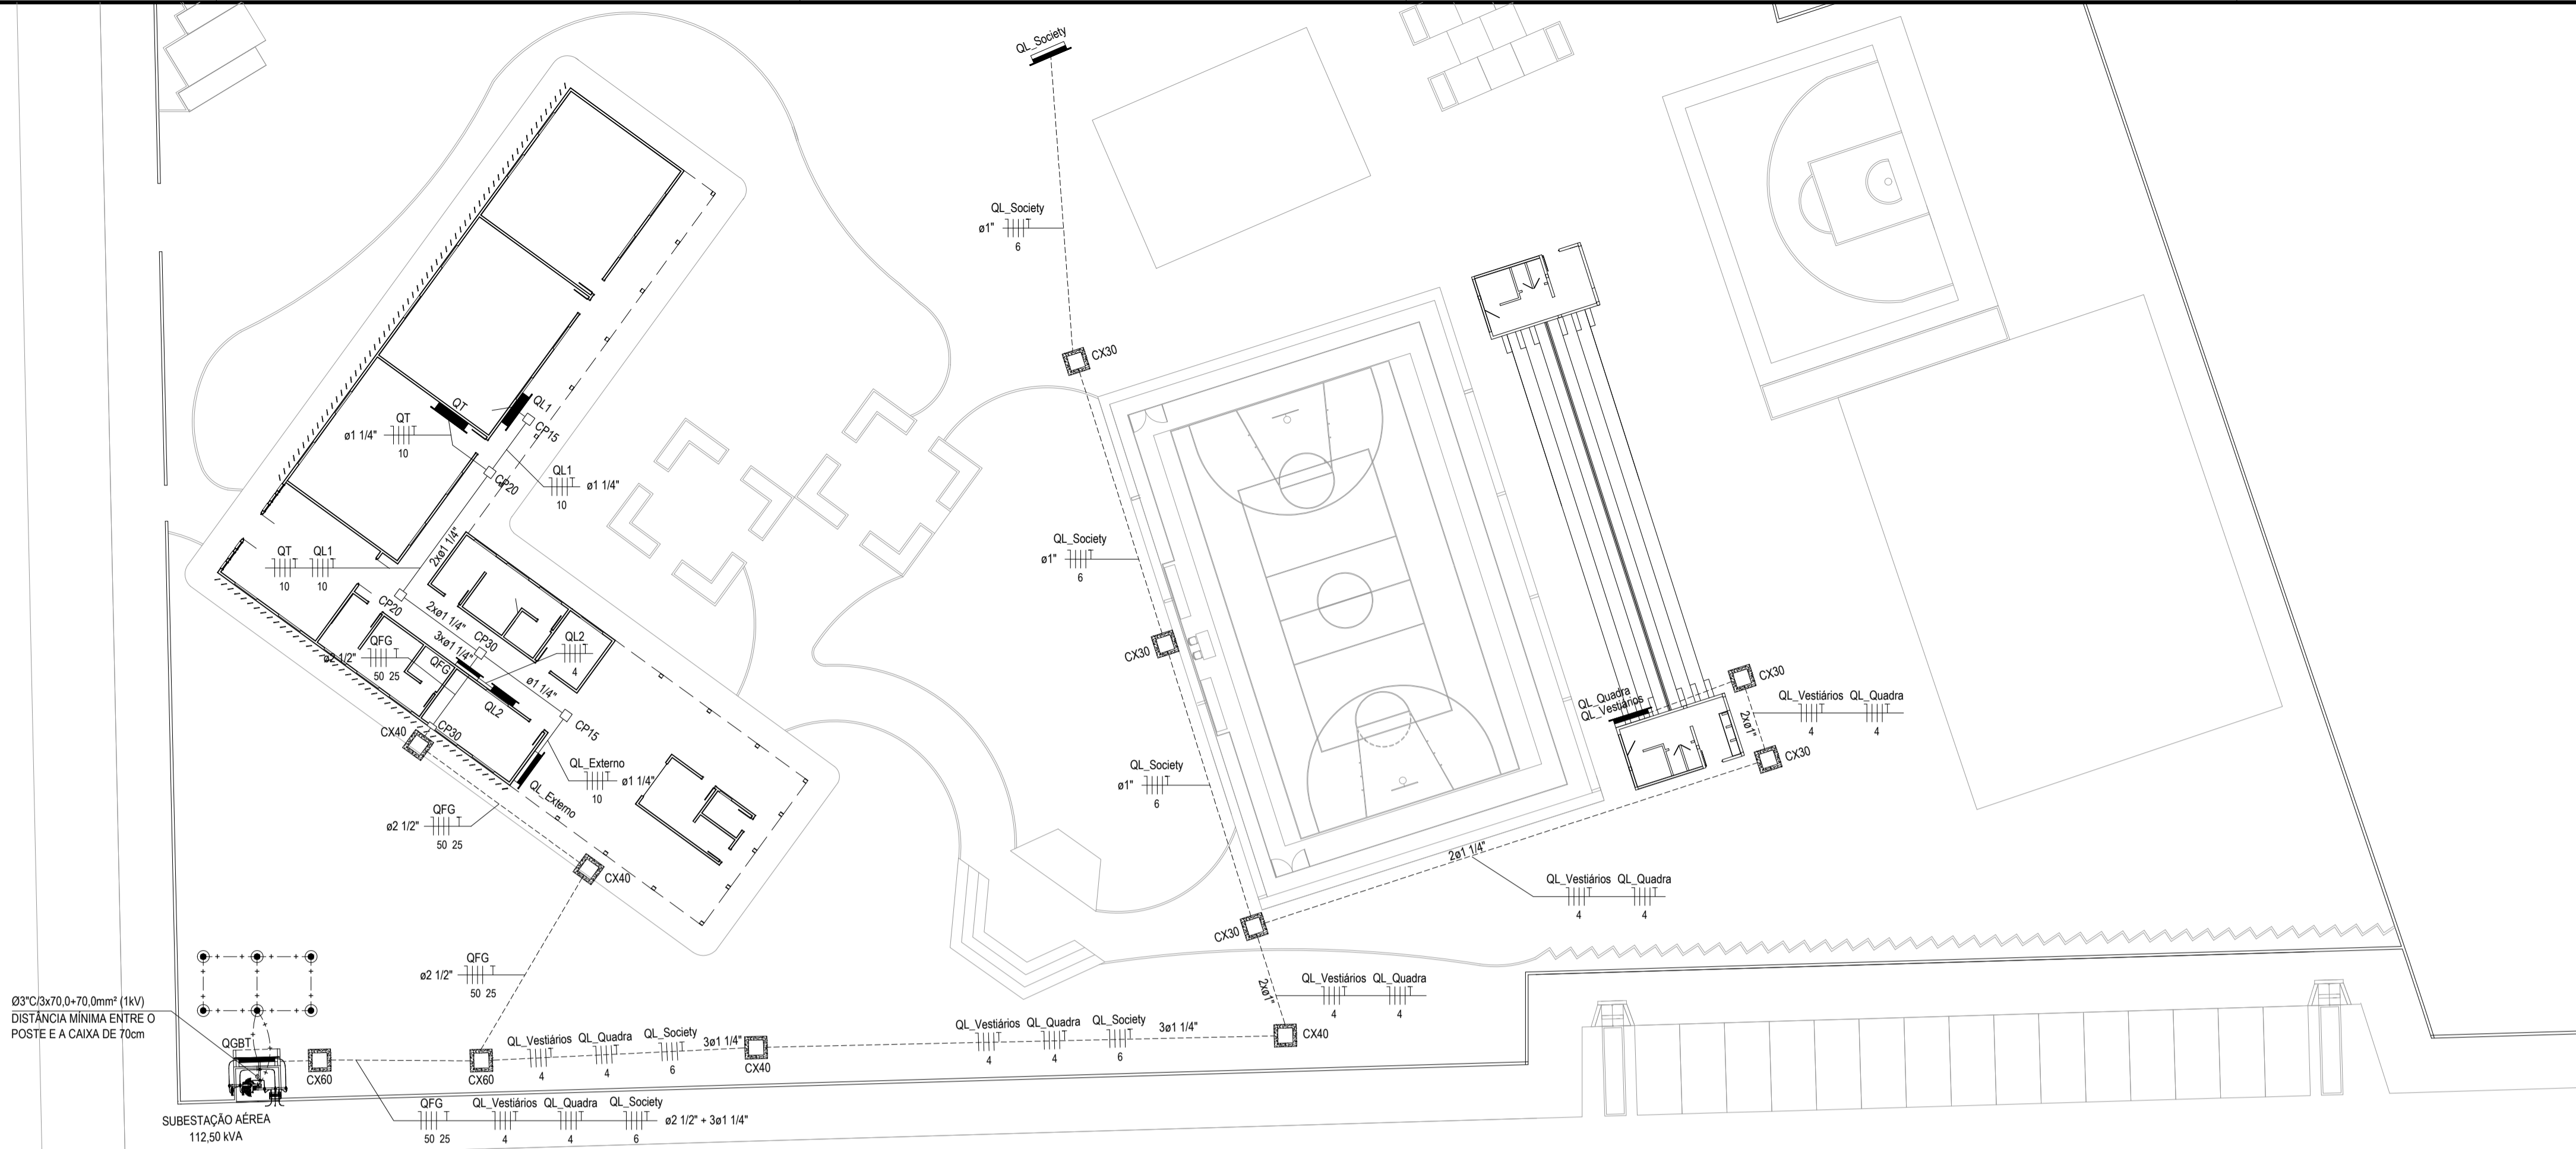 QL_Society
QL_Society
ø1"
6
CX30
QT
QL1
QT
ø1 1/4"
10
CP15
CP20
QL1
ø1 1/4"
10
2xø1 1/4"
QT QL1
10 10
CP20
2xø1 1/4"
CP30
3xø1 1/4"
QL2
4
QFG
ø2 1/2"
50 25
QFG
ø1 1/4"
QL2
CP15
CP30
CX40
QL_Externo
ø1 1/4"
10
QL_Externo
QFG
ø2 1/2"
50 25
CX40
QL_Society
ø1"
6
CX30
QL_Society
ø1"
6
QL_Quadra
QL_Vestiários
CX30
QL_Vestiários QL_Quadra
4 4
2xø1"
CX30
2ø1 1/4"
QL_Vestiários QL_Quadra
4 4
CX30
QL_Vestiários QL_Quadra
4 4
2xø1"
CX40
QFG
ø2 1/2"
50 25
Ø3"C/3x70,0+70,0mm² (1kV)
DISTÂNCIA MÍNIMA ENTRE O
POSTE E A CAIXA DE 70cm
QGBT
CX60
CX60
QL_Vestiários QL_Quadra QL_Society
4 4 6
3ø1 1/4"
CX40
QL_Vestiários QL_Quadra QL_Society
4 4 6
3ø1 1/4"
SUBESTAÇÃO AÉREA
112,50 kVA
QFG QL_Vestiários QL_Quadra QL_Society
50 25 4 4 6
ø2 1/2" + 3ø1 1/4"